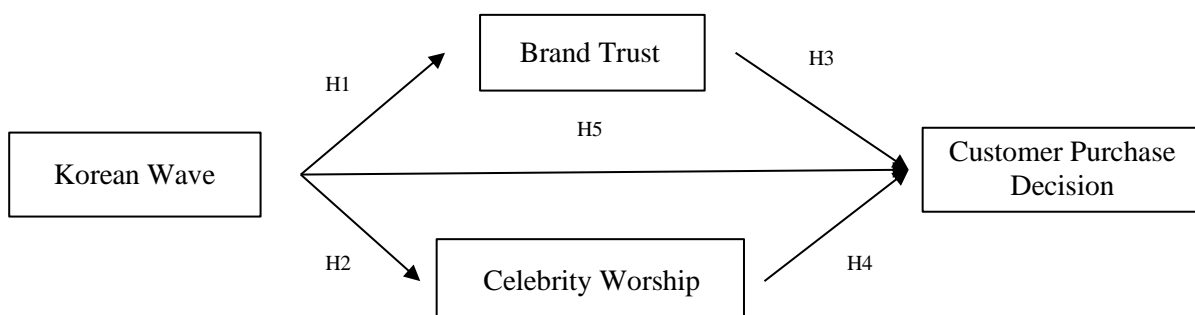 Brand Trust
H3
H1
H5
Korean Wave
Customer Purchase
Decision
H2
Celebrity Worship
H4